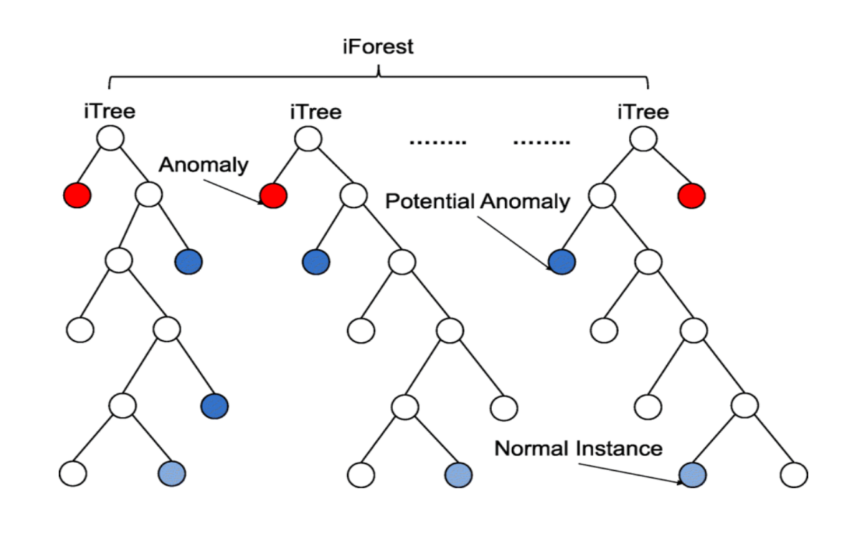 iForest
iTree
iTree
iTree
........ ........
Anomaly
Potential Anomaly
Normal Instance